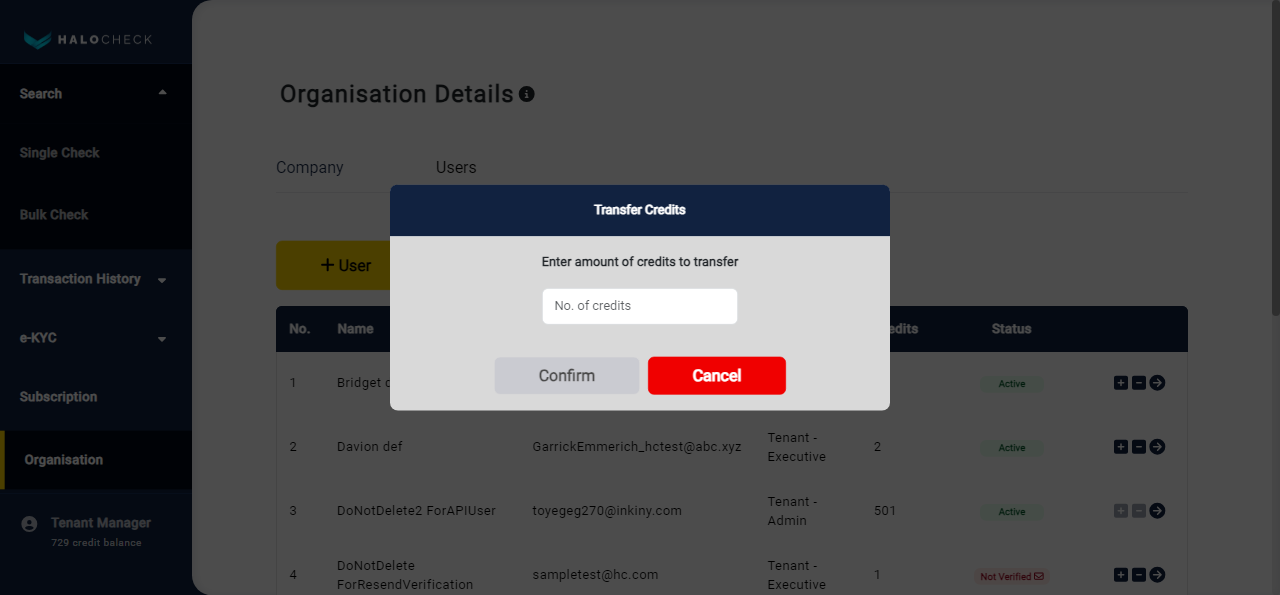 HALOCHECK
Search
Single Check
Bulk Check
Transaction History
e-KYC
Subscription
Organisation
Tenant Manager
729 credit balance
Organisation Details
Company
Users
+ User
Transfer Credits
Enter amount of credits to transfer
No. of credits
Confirm
Cancel
No. Name edits Status
1 Bridget Active
2 Davion def GarrickEmmerich_hctest@abc.xyz Tenant - 2 Active
Executive
3 DoNotDelete2 ForAPIUser toyegeg270@inkiny.com Tenant - 501 Active
Admin
4 DoNotDelete sampletest@hc.com Tenant - 1 Not Verified
ForResendVerification Executive